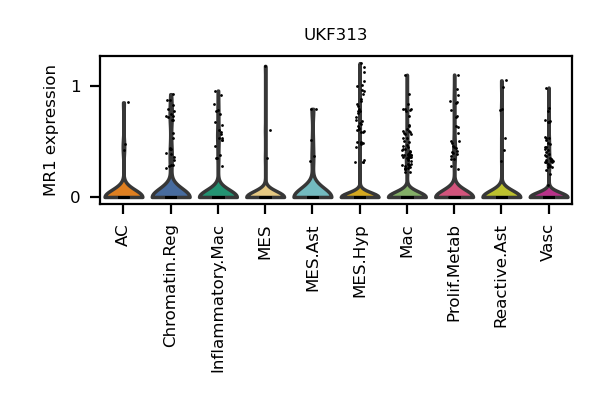 UKF313
MR1 expression
1
0
AC
Chromatin.Reg
Inflammatory.Mac
MES
MES.Ast
MES.Hyp
Mac
Prolif.Metab
Reactive.Ast
Vasc